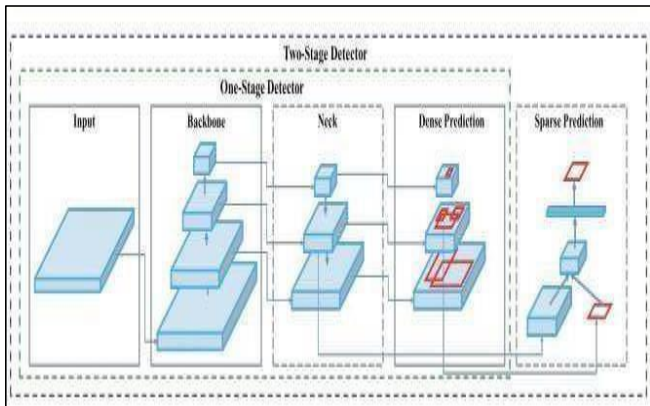 Two-Stage Detector
One-Stage Detector
Input
Backbone
Neck
Dense Prediction
Sparse Prediction